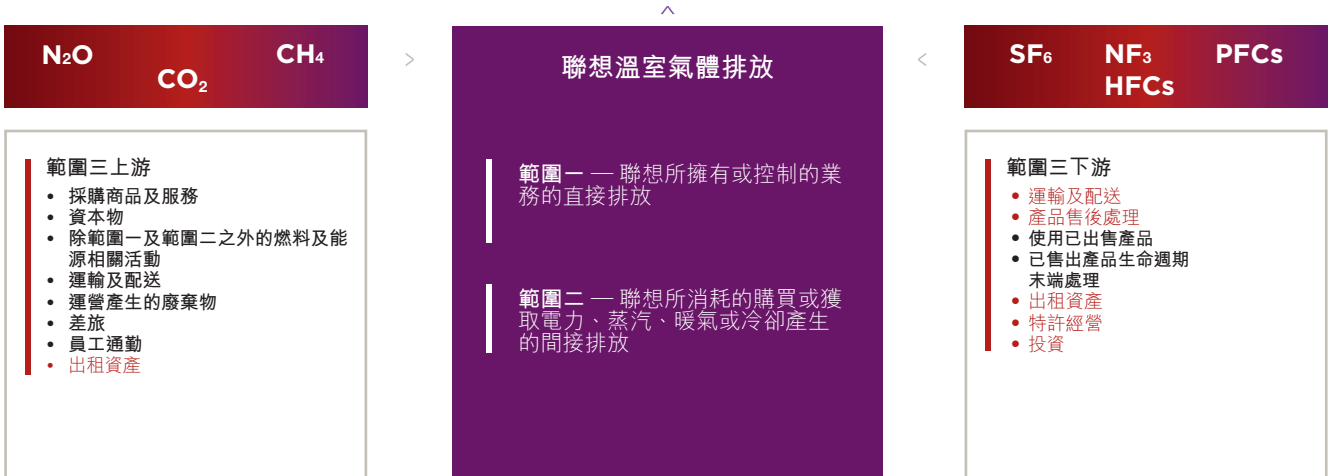 N₂O
CH₄
CO₂
範圍三上游
• 採購商品及服務
• 資本物
• 除範圍一及範圍二之外的燃料及能
源相關活動
• 運輸及配送
• 運營產生的廢棄物
• 差旅
• 員工通勤
• 出租資產
聯想溫室氣體排放
範圍一 — 聯想所擁有或控制的業
務的直接排放
範圍二 — 聯想所消耗的購買或獲
取電力、蒸汽、暖氣或冷卻產生
的間接排放
SF₆ NF₃ PFCs
HFCs
範圍三下游
• 運輸及配送
• 產品售後處理
• 使用已出售產品
• 已售出產品生命週期
末端處理
• 出租資產
• 特許經營
• 投資